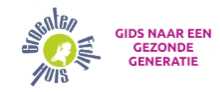 Groenten
Fruit
Huis
GIDS NAAR EEN
GEZONDE
GENERATIE